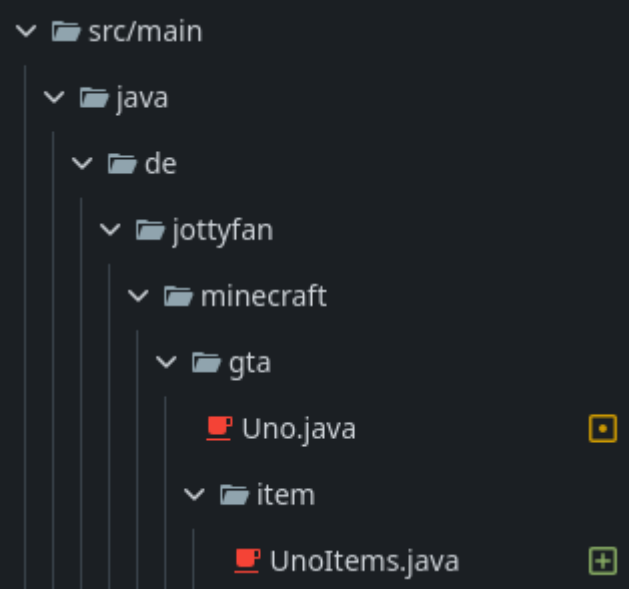 src/main
java
de
jottyfan
minecraft
gta
Uno.java
item
UnoItems.java